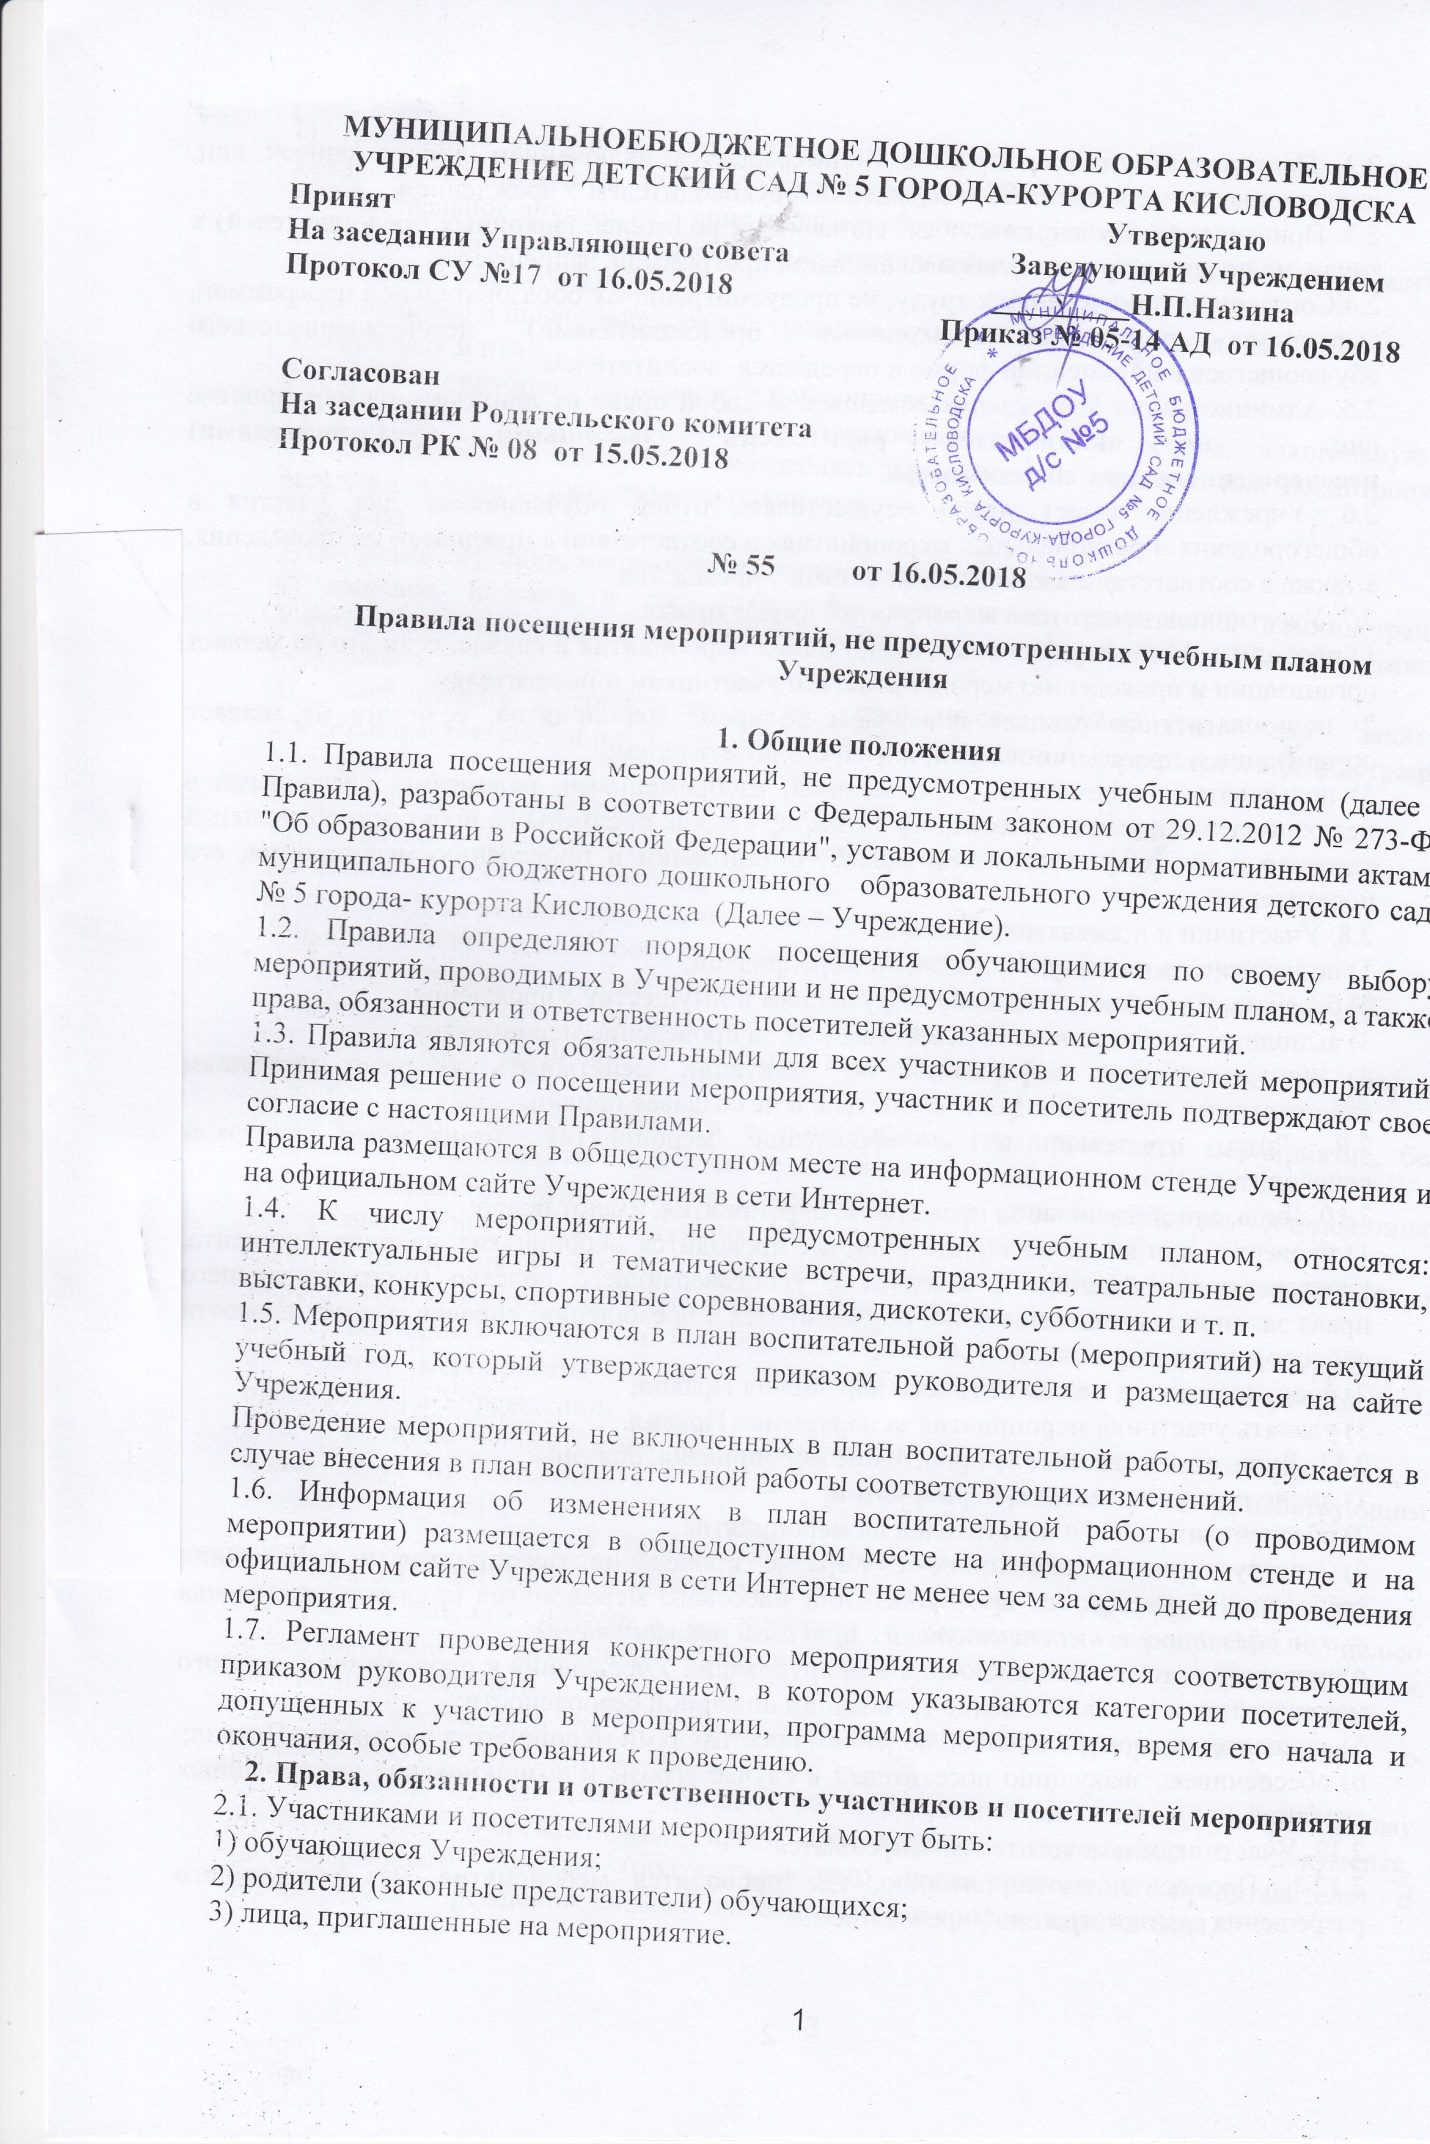 МУНИЦИПАЛЬНОЕБЮДЖЕТНОЕ ДОШКОЛЬНОЕ ОБРАЗОВАТЕЛЬНОЕ
УЧРЕЖДЕНИЕ ДЕТСКИЙ САД № 5 ГОРОДА-КУРОРТА КИСЛОВОДСКА
Принят
На заседании Управляющего совета
Протокол СУ №17 от 16.05.2018
Утверждаю
Заведующий Учреждением
Н.П.Назина
Приказ № 05-14 АД от 16.05.2018
Согласован
На заседании Родительского комитета
Протокол РК № 08 от 15.05.2018
МУНИЦИПАЛЬНОЕ БЮДЖЕТНОЕ ДОШКОЛЬНОЕ ОБРАЗОВАТЕЛЬНОЕ
УЧРЕЖДЕНИЕ ДЕТСКИЙ САД №5 ГОРОДА-КУРОРТА КИСЛОВОДСКА
МБДОУ
д/с №5
№ 55 от 16.05.2018
Правила посещения мероприятий, не предусмотренных учебным планом
Учреждения
1. Общие положения
1.1. Правила посещения мероприятий, не предусмотренных учебным планом (далее
Правила), разработаны в соответствии с Федеральным законом от 29.12.2012 № 273-Ф
"Об образовании в Российской Федерации", уставом и локальными нормативными актам
муниципального бюджетного дошкольного образовательного учреждения детского сад
№ 5 города- курорта Кисловодска (Далее – Учреждение).
1.2. Правила определяют порядок посещения обучающимися по своему выбору
мероприятий, проводимых в Учреждении и не предусмотренных учебным планом, а также
права, обязанности и ответственность посетителей указанных мероприятий.
1.3. Правила являются обязательными для всех участников и посетителей мероприятий
Принимая решение о посещении мероприятия, участник и посетитель подтверждают свое
согласие с настоящими Правилами.
Правила размещаются в общедоступном месте на информационном стенде Учреждения и
на официальном сайте Учреждения в сети Интернет.
1.4. К числу мероприятий, не предусмотренных учебным планом, относятся:
интеллектуальные игры и тематические встречи, праздники, театральные постановки,
выставки, конкурсы, спортивные соревнования, дискотеки, субботники и т. п.
1.5. Мероприятия включаются в план воспитательной работы (мероприятий) на текущий
учебный год, который утверждается приказом руководителя и размещается на сайте
Учреждения.
Проведение мероприятий, не включенных в план воспитательной работы, допускается в
случае внесения в план воспитательной работы соответствующих изменений.
1.6. Информация об изменениях в план воспитательной работы (о проводимом
мероприятии) размещается в общедоступном месте на информационном стенде и на
официальном сайте Учреждения в сети Интернет не менее чем за семь дней до проведения
мероприятия.
1.7. Регламент проведения конкретного мероприятия утверждается соответствующим
приказом руководителя Учреждением, в котором указываются категории посетителей,
допущенных к участию в мероприятии, программа мероприятия, время его начала и
окончания, особые требования к проведению.
2. Права, обязанности и ответственность участников и посетителей мероприятия
2.1. Участниками и посетителями мероприятий могут быть:
1) обучающиеся Учреждения;
2) родители (законные представители) обучающихся;
3) лица, приглашенные на мероприятие.
1